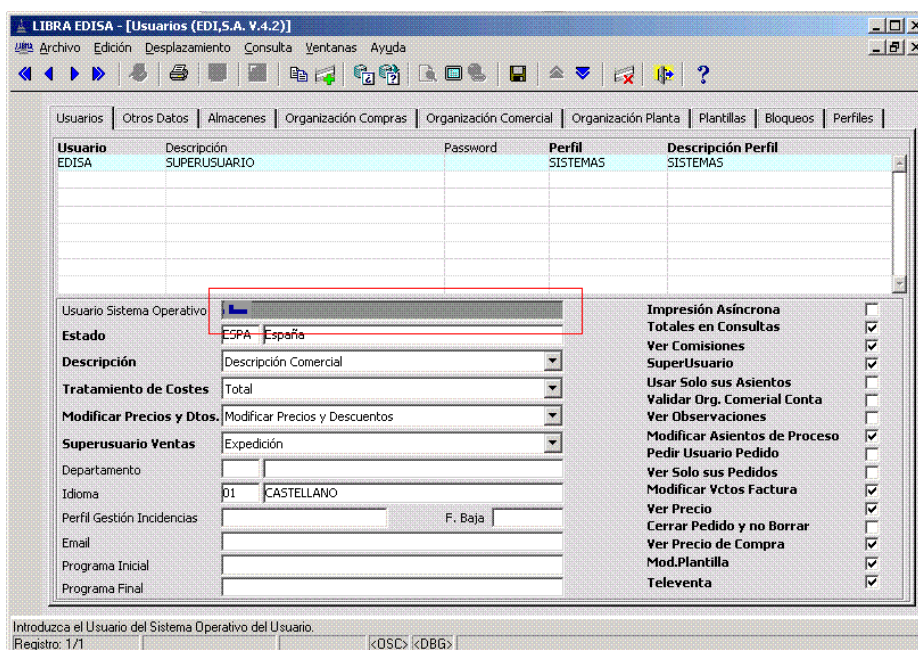 LIBRA EDISA - [Usuarios (EDI,S.A. V.4.2)]
Archivo Edición Desplazamiento Consulta Ventanas Ayuda
Usuarios Otros Datos Almacenes Organización Compras Organización Comercial Organización Planta Plantillas Bloqueos Perfiles
Usuario Descripción Password Perfil Descripción Perfil
EDISA SUPERUSUARIO SISTEMAS SISTEMAS
Usuario Sistema Operativo
Estado ESPA España
Descripción Descripción Comercial
Tratamiento de Costes Total
Modificar Precios y Dtos. Modificar Precios y Descuentos
Superusuario Ventas Expedición
Departamento
Idioma 01 CASTELLANO
Perfil Gestión Incidencias F. Baja
Email
Programa Inicial
Programa Final
Impresión Asíncrona
Totales en Consultas
Ver Comisiones
SuperUsuario
Usar Solo sus Asientos
Validar Org. Comerial Conta
Ver Observaciones
Modificar Asientos de Proceso
Pedir Usuario Pedido
Ver Solo sus Pedidos
Modificar Vctos Factura
Ver Precio
Cerrar Pedido y no Borrar
Ver Precio de Compra
Mod.Plantilla
Televenta
Introduzca el Usuario del Sistema Operativo del Usuario.
Registro: 1/1 <OSC> <DBG>